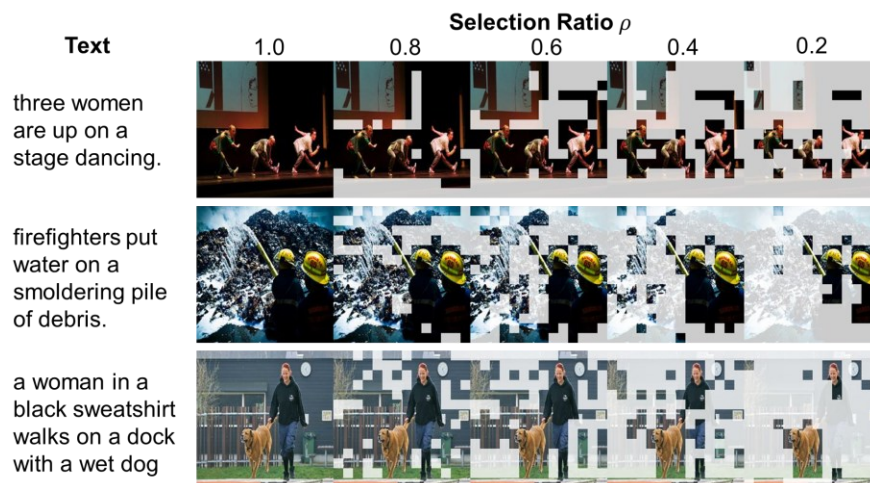 Selection Ratio ρ
Text
1.0 0.8 0.6 0.4 0.2
three women
are up on a
stage dancing.
firefighters put
water on a
smoldering pile
of debris.
a woman in a
black sweatshirt
walks on a dock
with a wet dog